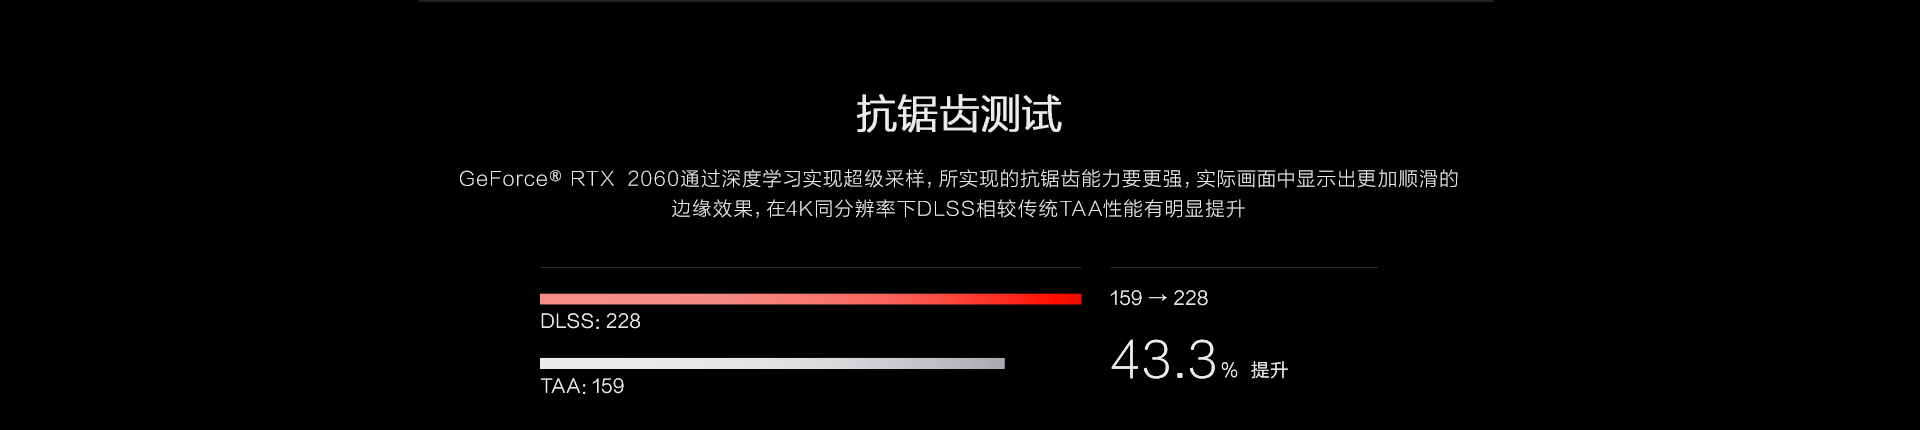 抗锯齿测试
GeForce® RTX 2060通过深度学习实现超级采样，所实现的抗锯齿能力要更强，实际画面中显示出更加顺滑的
边缘效果，在4K同分辨率下DLSS相较传统TAA性能有明显提升
DLSS: 228
TAA: 159
159 → 228
43.3% 提升